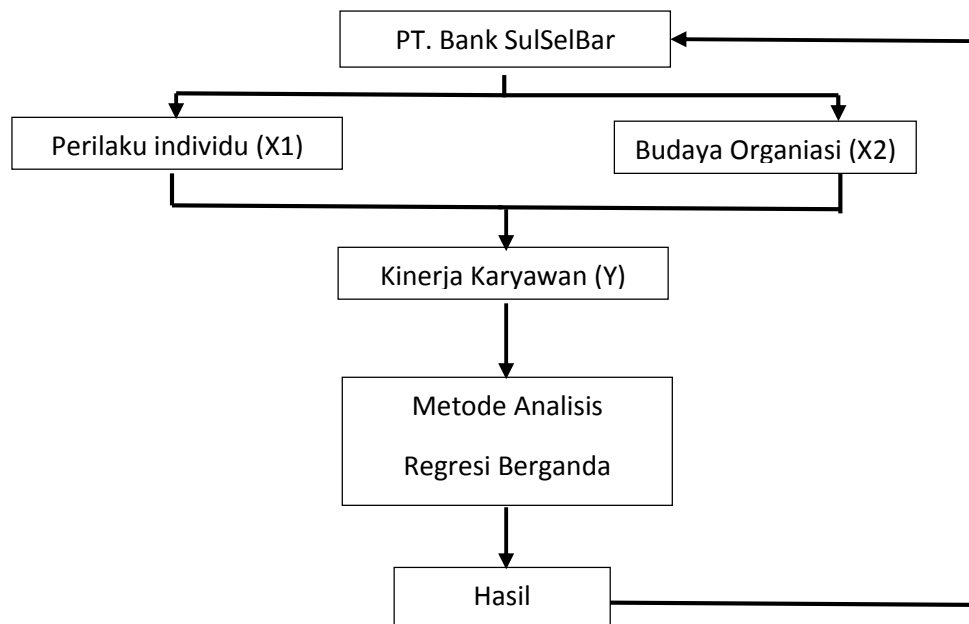 PT. Bank SulSelBar
Perilaku individu (X1)
Budaya Organiasi (X2)
Kinerja Karyawan (Y)
Metode Analisis
Regresi Berganda
Hasil